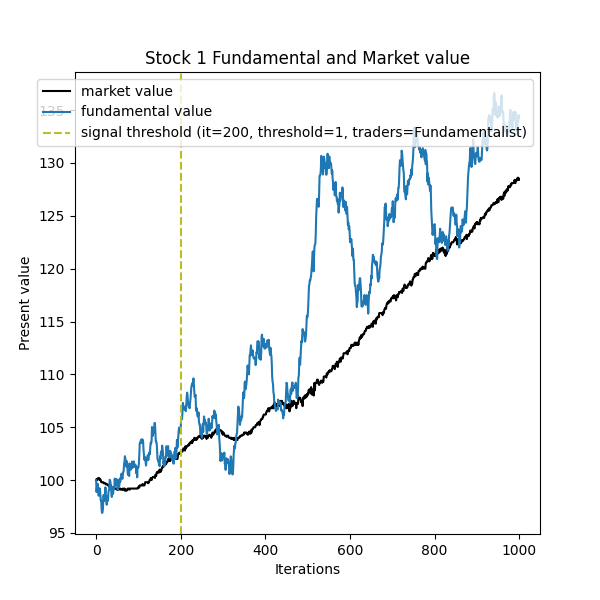 Stock 1 Fundamental and Market value
market value
fundamental value
signal threshold (it=200, threshold=1, traders=Fundamentalist)
135
130
125
120
115
110
105
100
95
Present value
0 200 400 600 800 1000
Iterations